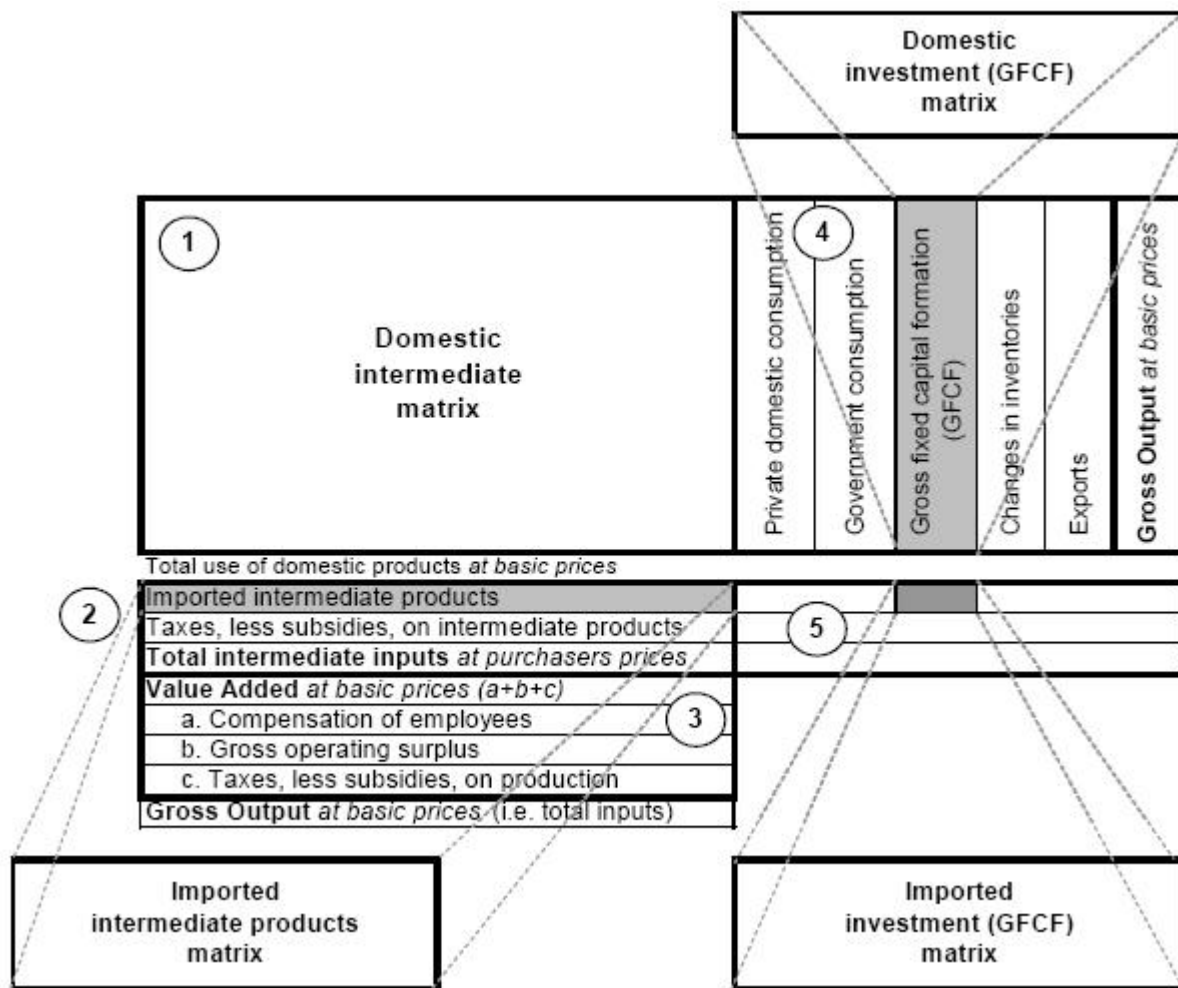 Domestic
investment (GFCF)
matrix
1
Domestic
intermediate
matrix
4
Private domestic consumption
Government consumption
Gross fixed capital formation
(GFCF)
Changes in inventories
Exports
Gross Output at basic prices
Total use of domestic products at basic prices
2
Imported intermediate products
Taxes, less subsidies, on intermediate products
5
Total intermediate inputs at purchasers prices
Value Added at basic prices (a+b+c)
3
a. Compensation of employees
b. Gross operating surplus
c. Taxes, less subsidies, on production
Gross Output at basic prices (i.e. total inputs)
Imported
intermediate products
matrix
Imported
investment (GFCF)
matrix